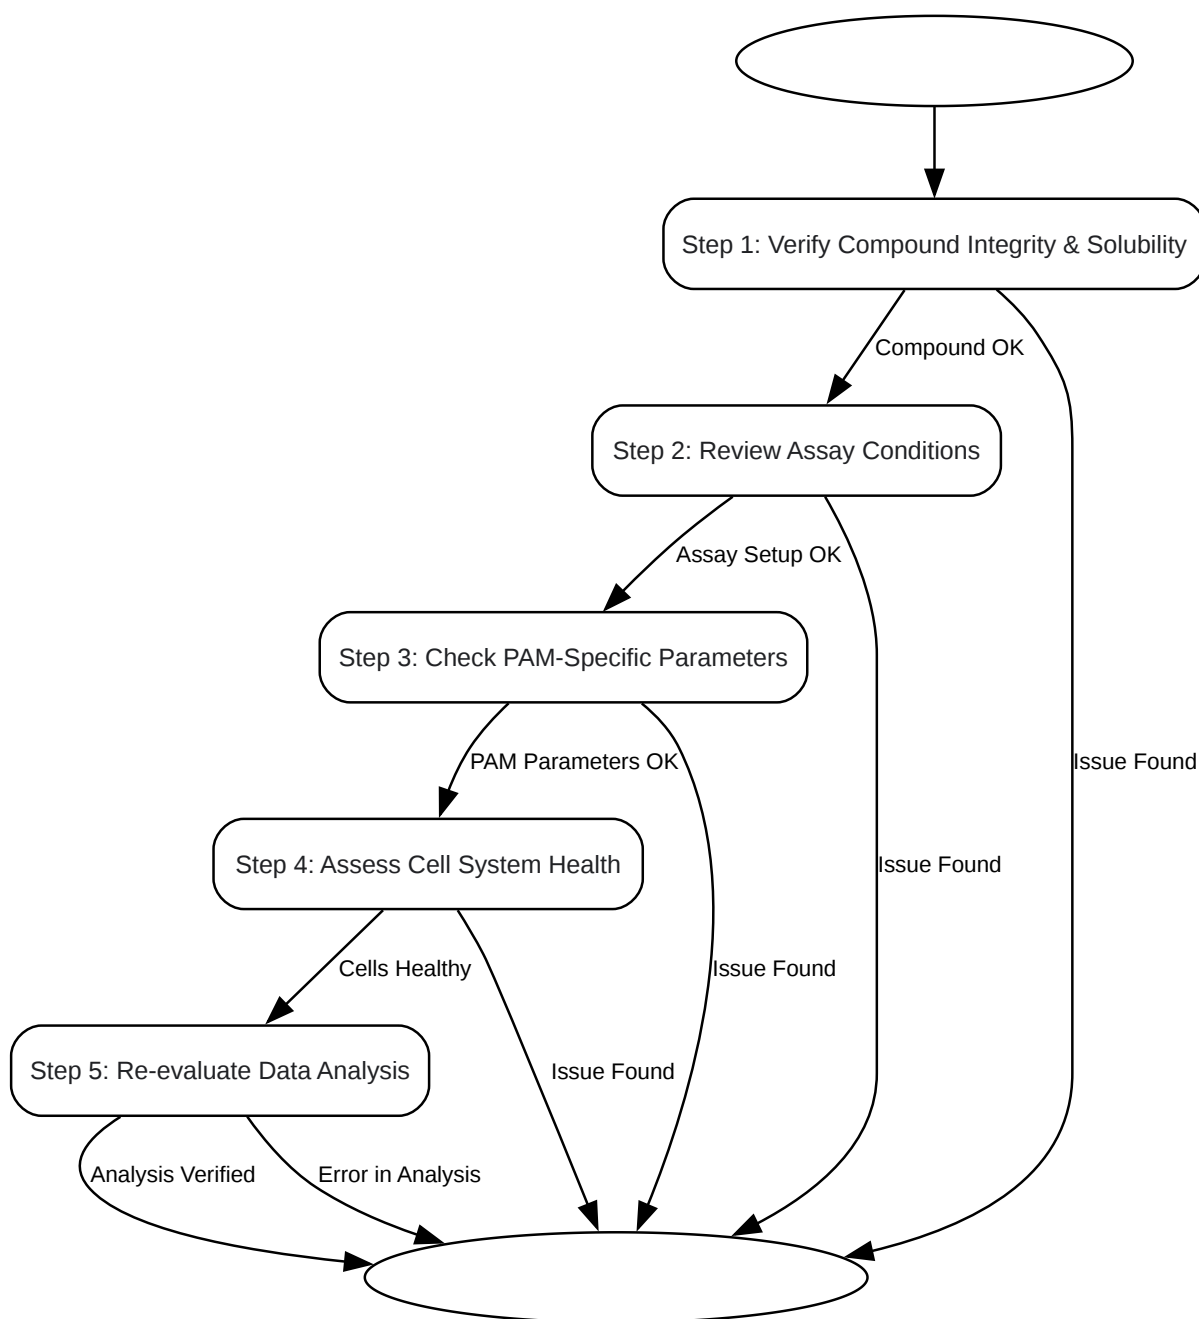 Step 1: Verify Compound Integrity & Solubility
Compound OK
Step 2: Review Assay Conditions
Assay Setup OK
Step 3: Check PAM-Specific Parameters
PAM Parameters OK
Issue Found
Step 4: Assess Cell System Health
Issue Found
Cells Healthy
Issue Found
Step 5: Re-evaluate Data Analysis
Issue Found
Analysis Verified
Error in Analysis